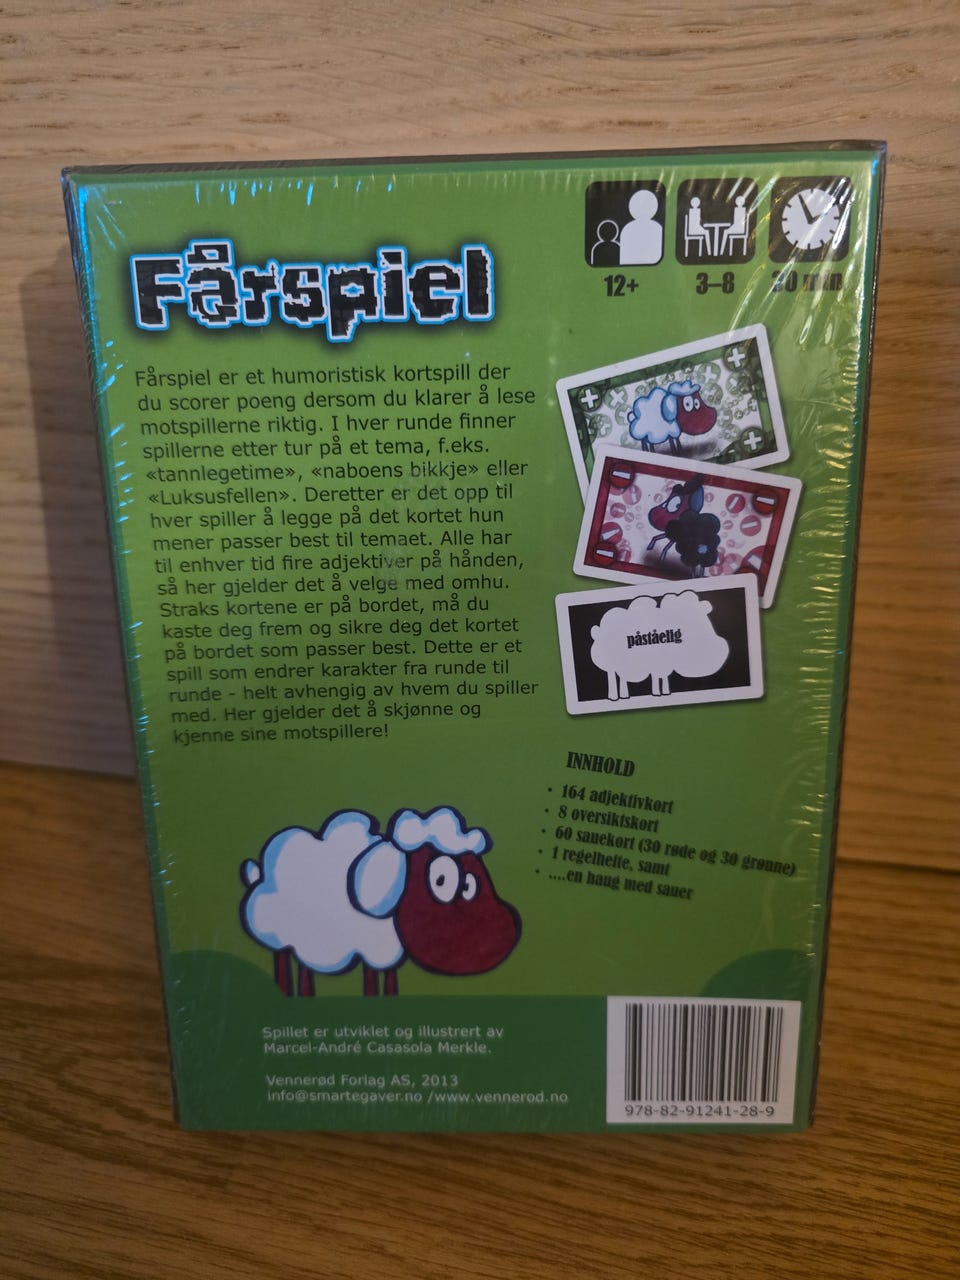 Fårspiel
12+
3–8
30 min
Fårspiel er et humoristisk kortspill der
du scorer poeng dersom du klarer å lese
motspillerne riktig. I hver runde finner
spillerne etter tur på et tema, f.eks.
«tannlegetime», «naboens bikkje» eller
«Luksusfellen». Deretter er det opp til
hver spiller å legge på det kortet hun
mener passer best til temaet. Alle har
til enhver tid fire adjektiver på hånden,
så her gjelder det å velge med omhu.
Straks kortene er på bordet, må du
kaste deg frem og sikre deg det kortet
på bordet som passer best. Dette er et
spill som endrer karakter fra runde til
runde - helt avhengig av hvem du spiller
med. Her gjelder det å skjønne og
kjenne sine motspillere!
påståelig
INNHOLD
• 164 adjektivkort
• 8 oversiktskort
• 60 sauekort (30 røde og 30 grønne)
• 1 regelhefte, samt
• ....en haug med sauer
Spillet er utviklet og illustrert av
Marcel-André Casasola Merkle.
Vennerød Forlag AS, 2013
info@smartegaver.no /www.vennerod.no
978-82-91241-28-9